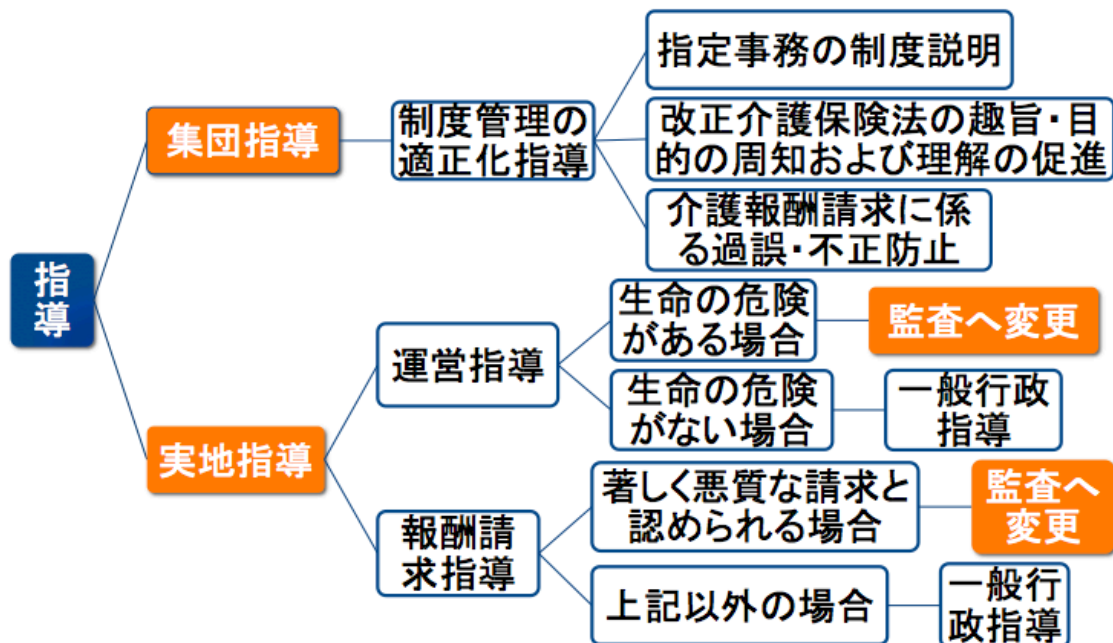 指定事務の制度説明
集団指導
制度管理の
適正化指導
改正介護保険法の趣旨・目
的の周知および理解の促進
介護報酬請求に係
る過誤・不正防止
指
導
運営指導
生命の危険
がある場合
監査へ変更
生命の危険
がない場合
一般行政
指導
実地指導
報酬請
求指導
著しく悪質な請求と
認められる場合
監査へ
変更
上記以外の場合
一般行
政指導